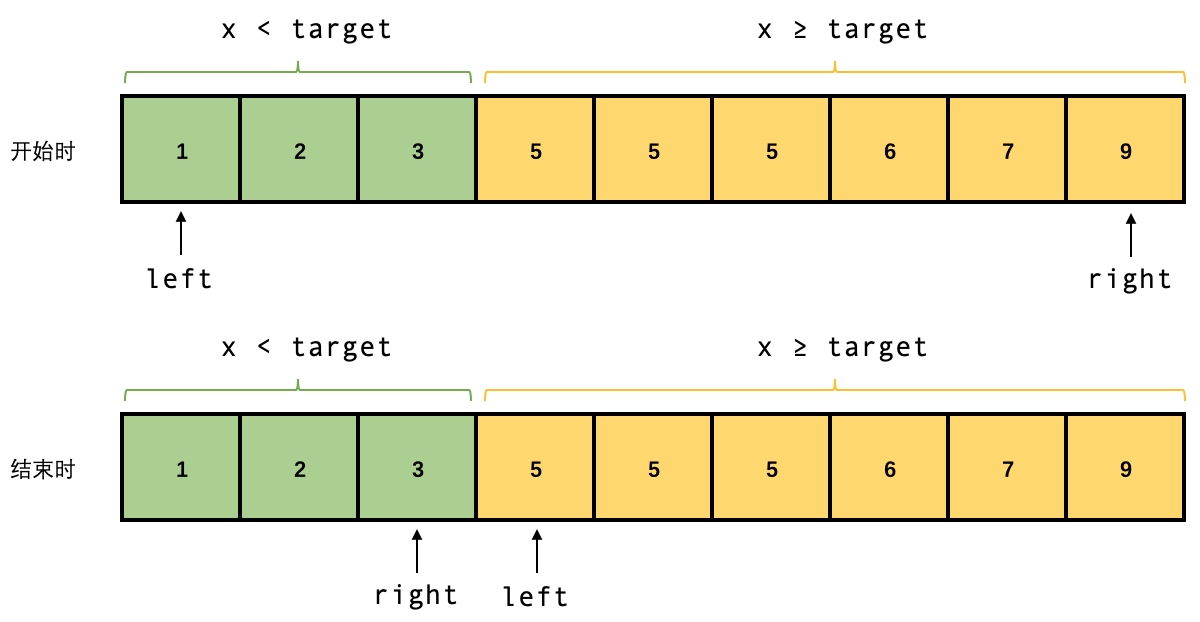 x < target x ≥ target
开始时 1 2 3 5 5 5 6 7 9
left right
x < target x ≥ target
结束时 1 2 3 5 5 5 6 7 9
right left